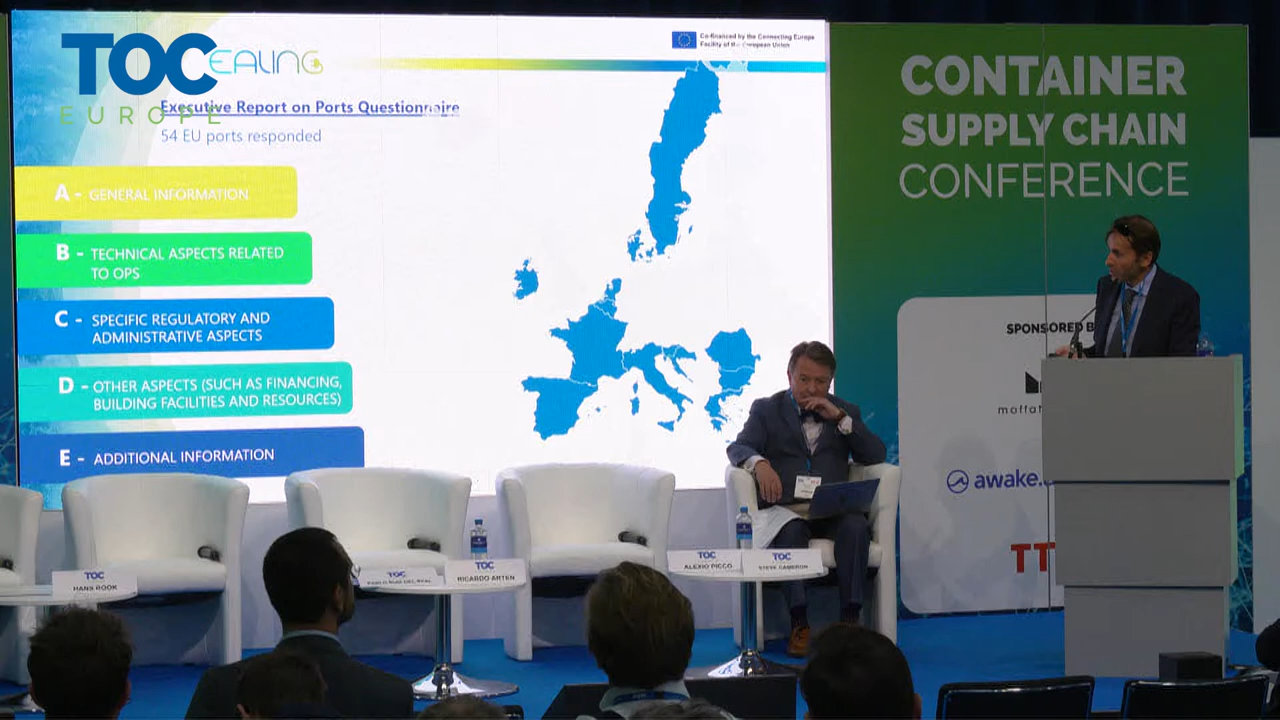 TOC
EUROPE
EALING
Co-financed by the Connecting Europe
Facility of the European Union
Executive Report on Ports Questionnaire
54 EU ports responded
A - GENERAL INFORMATION
B - TECHNICAL ASPECTS RELATED
TO OPS
C - SPECIFIC REGULATORY AND
ADMINISTRATIVE ASPECTS
D - OTHER ASPECTS (SUCH AS FINANCING,
BUILDING FACILITIES AND RESOURCES)
E - ADDITIONAL INFORMATION
CONTAINER
SUPPLY CHAIN
CONFERENCE
SPONSORED B
moffat
awake.
TT
TOC
HANS ROOK
TOC
TOC
RICARDO ARTEN
TOC
ALEXIO PICCO
TOC
STEVE CAMERON